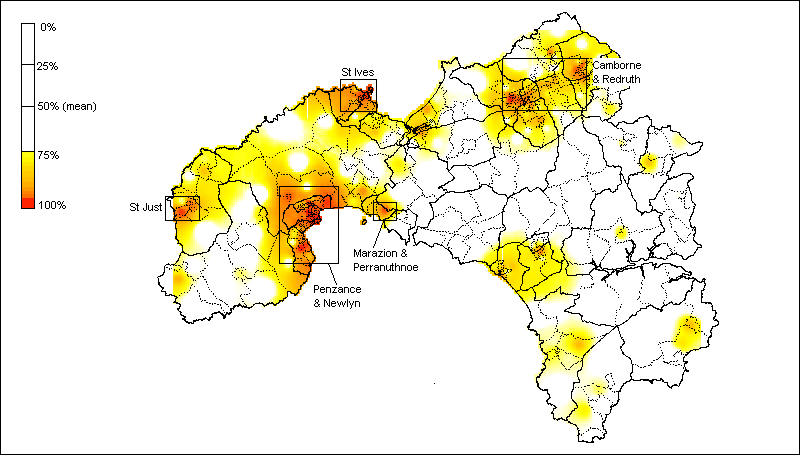 0%
25%
50% (mean)
75%
100%
St Ives
Camborne
& Redruth
St Just
Marazion &
Perranuthnoe
Penzance
& Newlyn